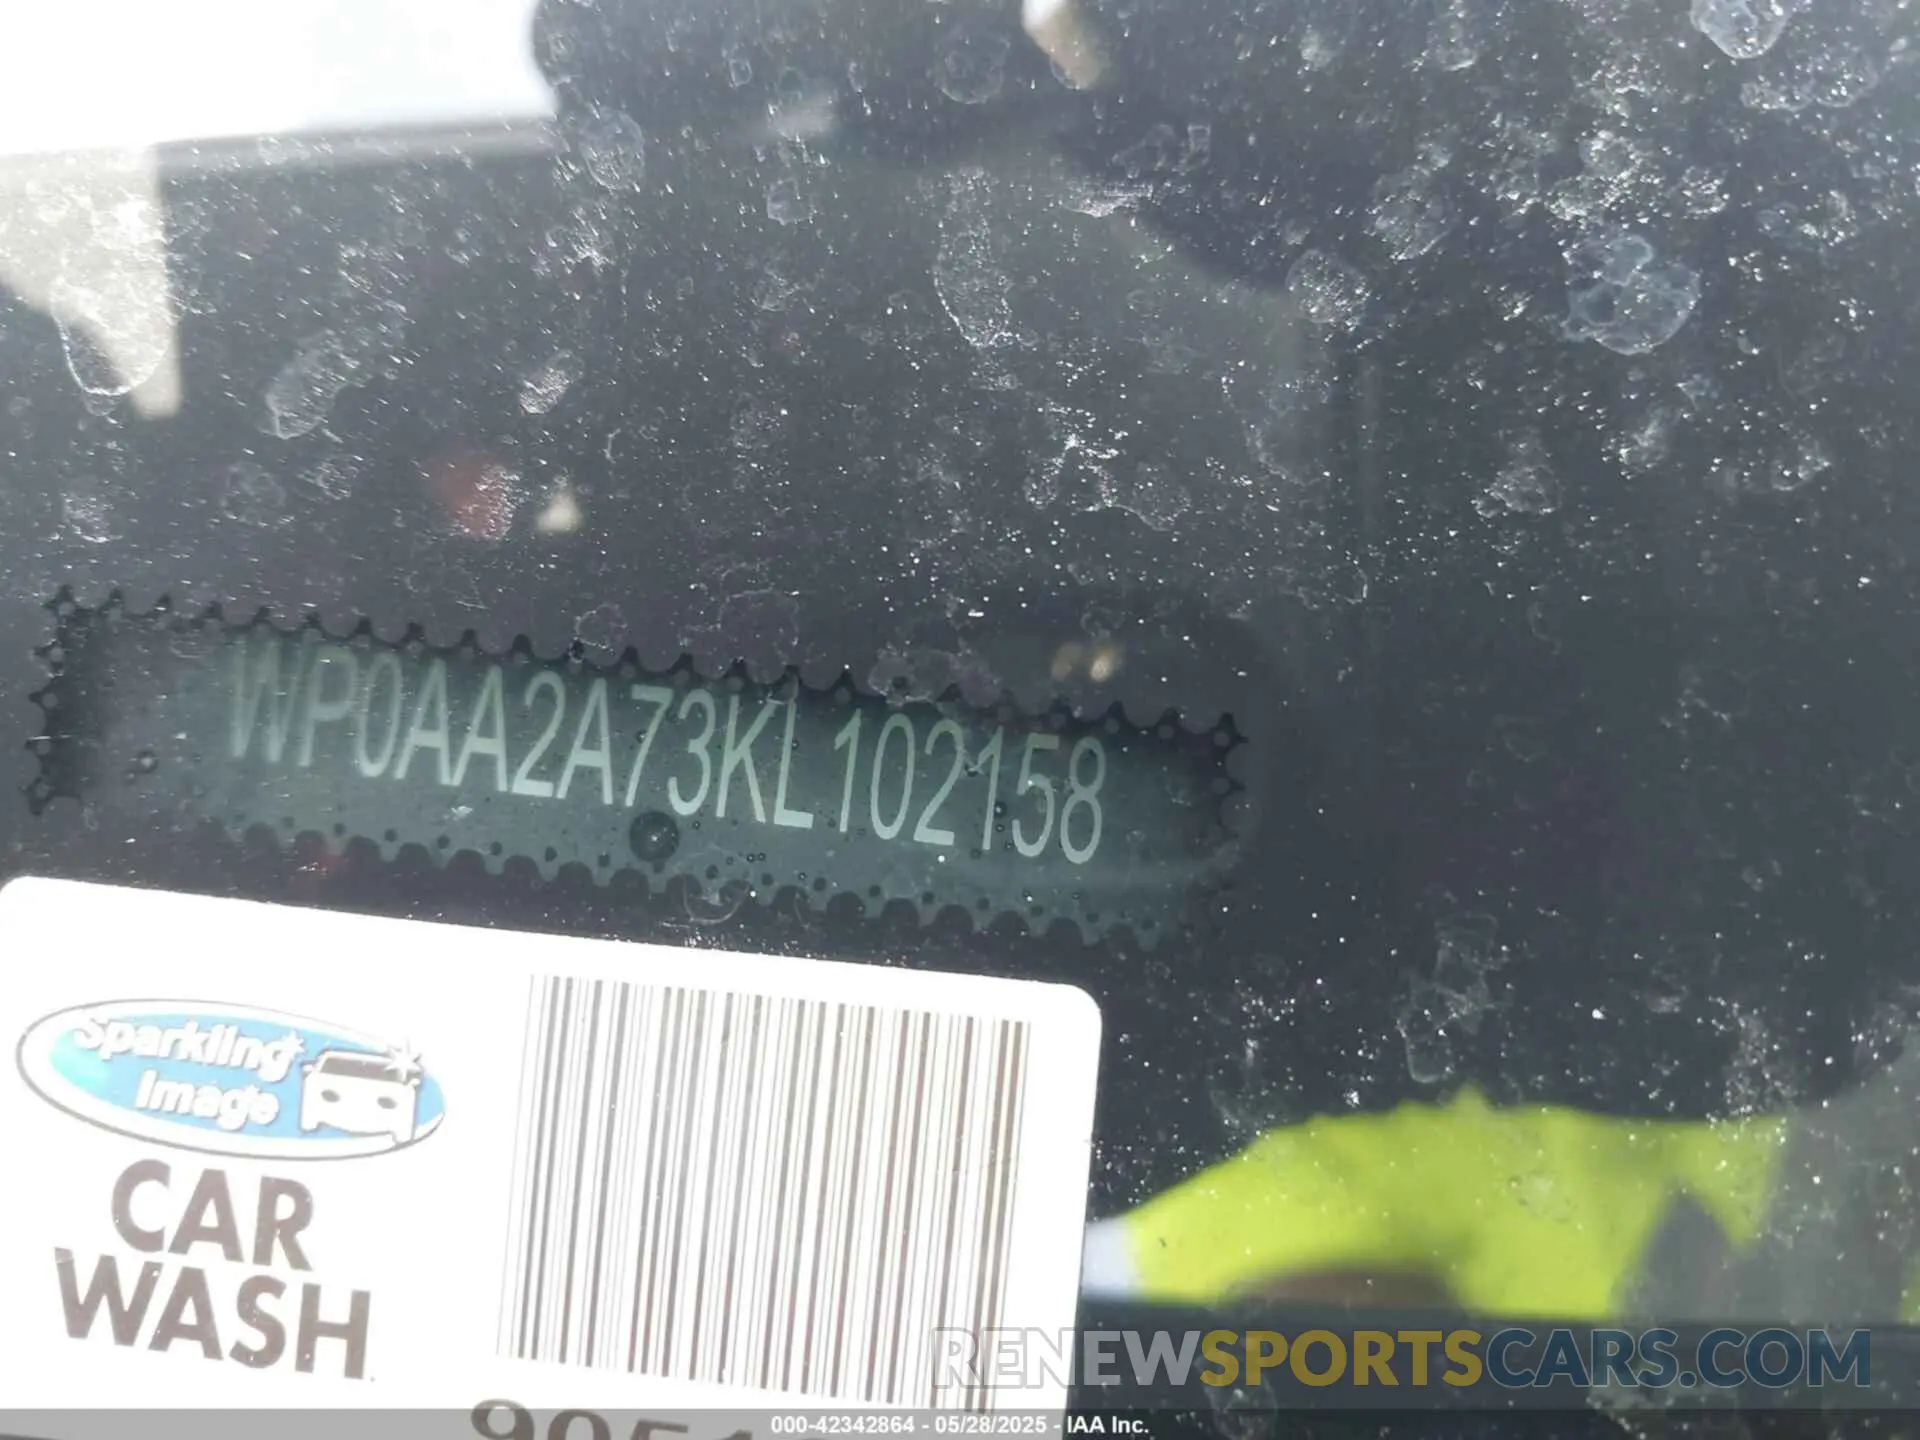 WP0AA2A73KL102158
Sparkling
Image
CAR
WASH
RENEWSPORTSCARS.COM
000-42342864 - 05/28/2025 - IAA Inc.